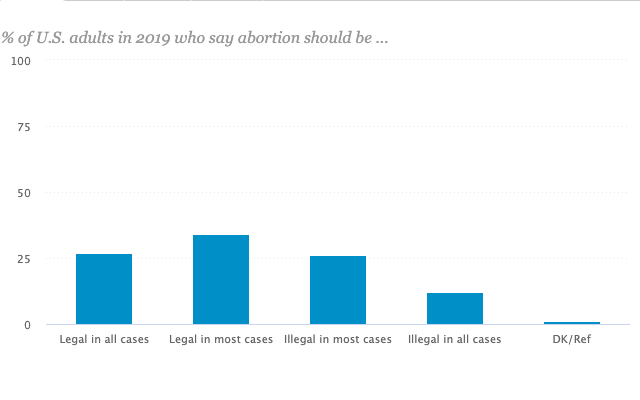 % of U.S. adults in 2019 who say abortion should be ...
100
75
50
25
0
Legal in all cases
Legal in most cases
Illegal in most cases
Illegal in all cases
DK/Ref